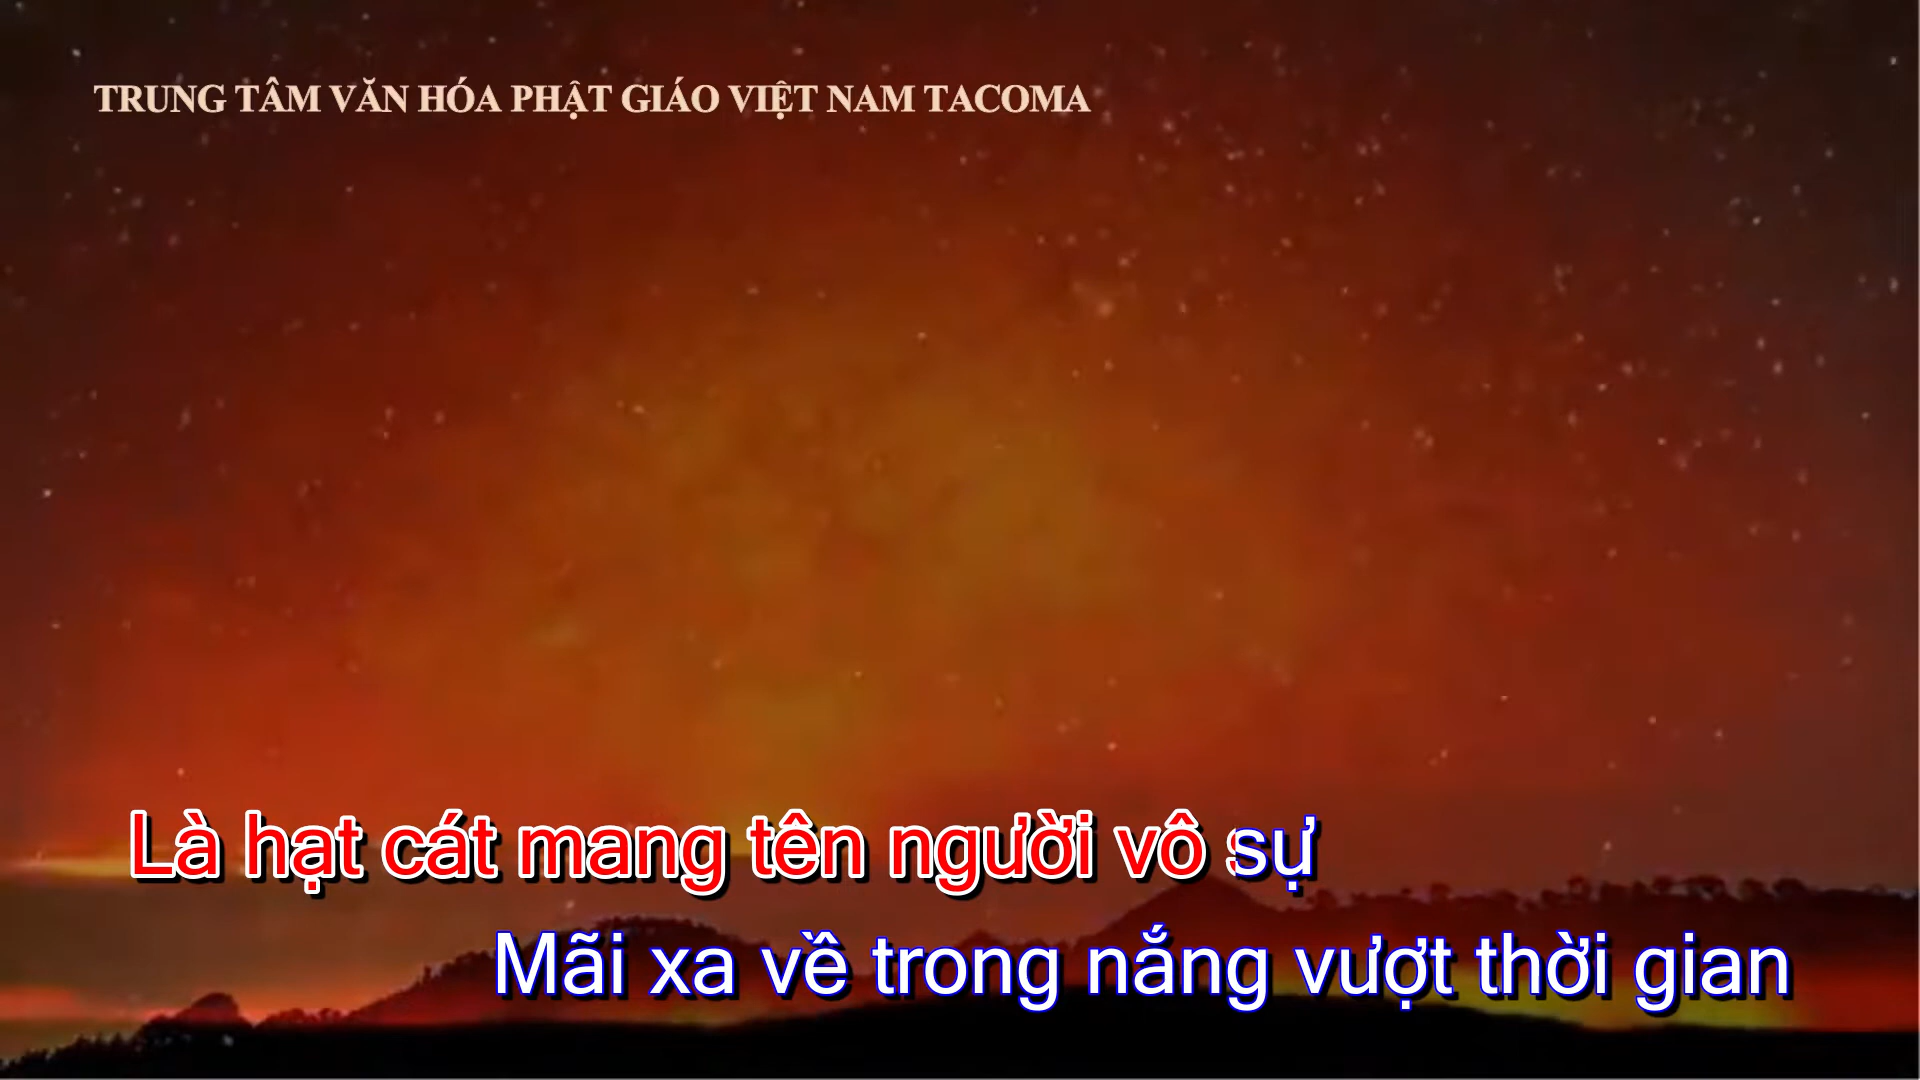 TRUNG TÂM VĂN HÓA PHẬT GIÁO VIỆT NAM TACOMA
Là hạt cát mang tên người vô sự
Mãi xa về trong nắng vượt thời gian